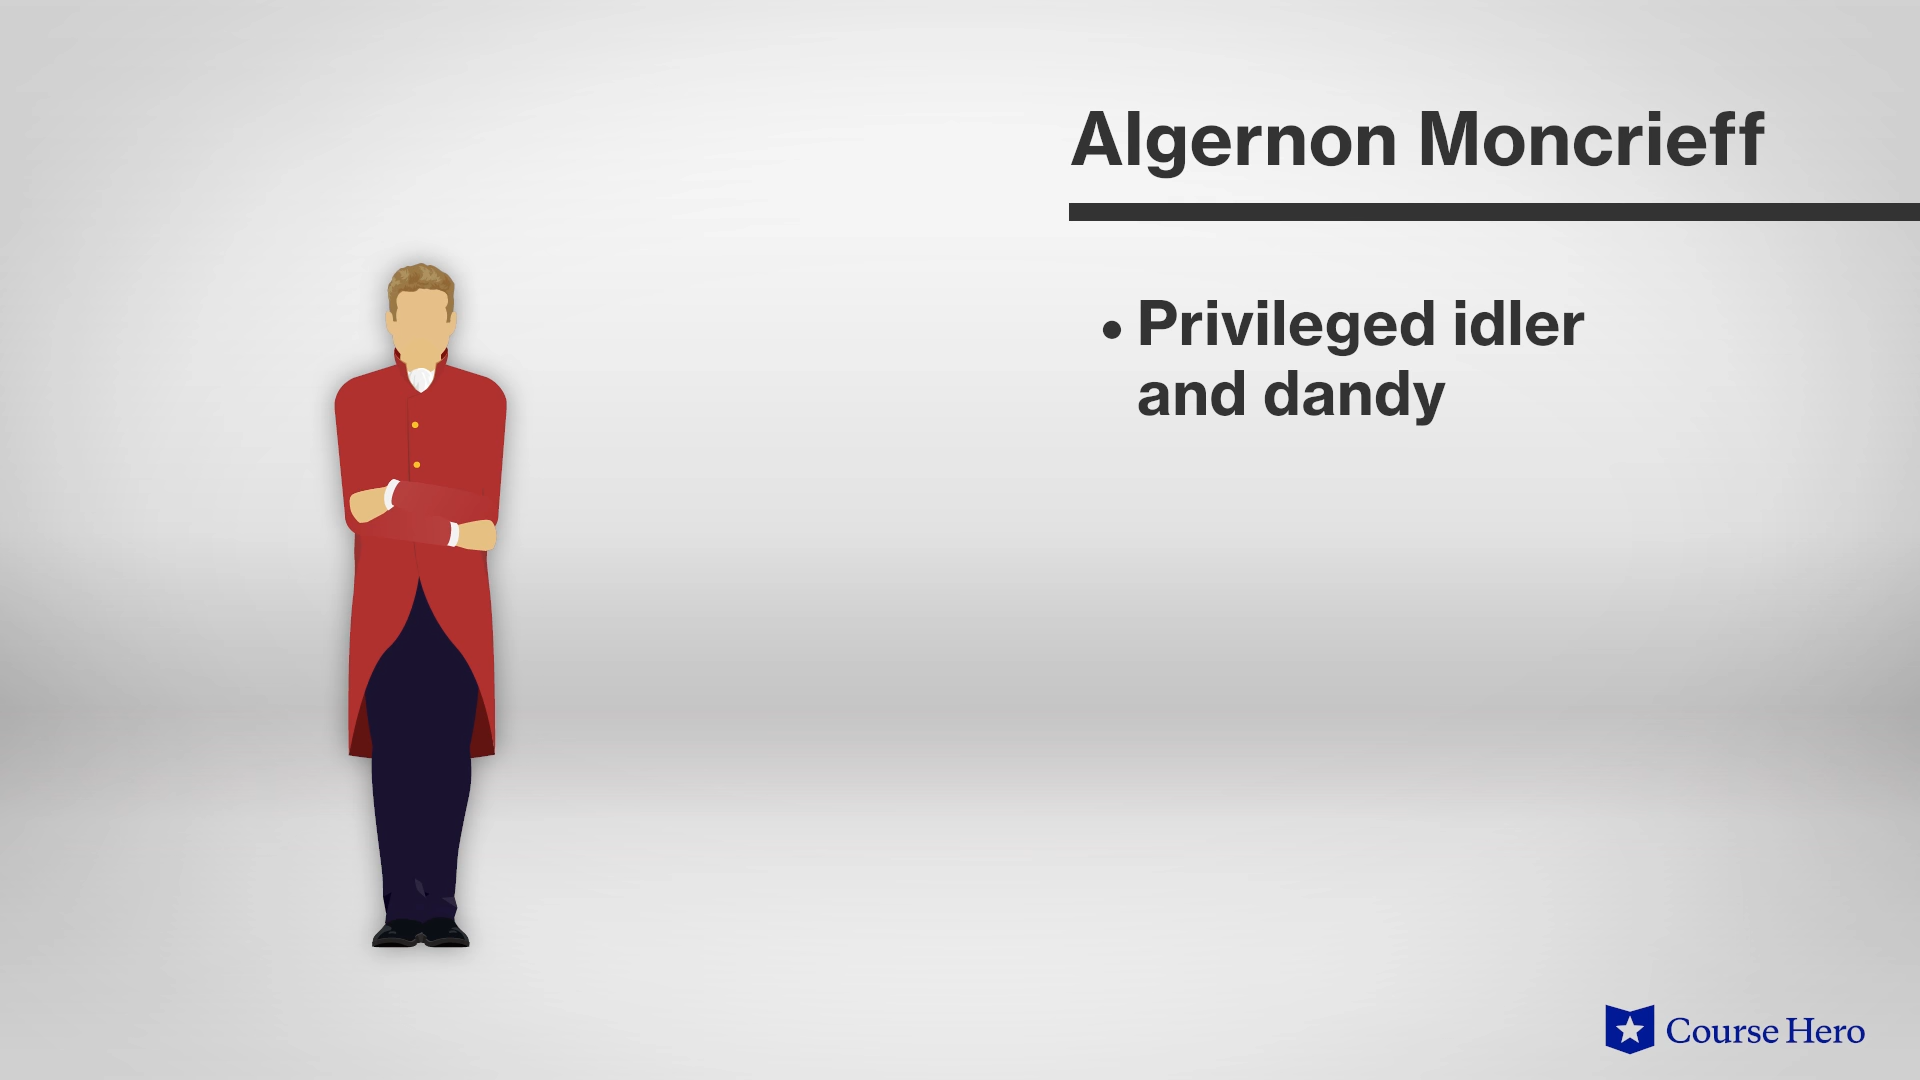 Algernon Moncrieff
• Privileged idler
and dandy
Course Hero